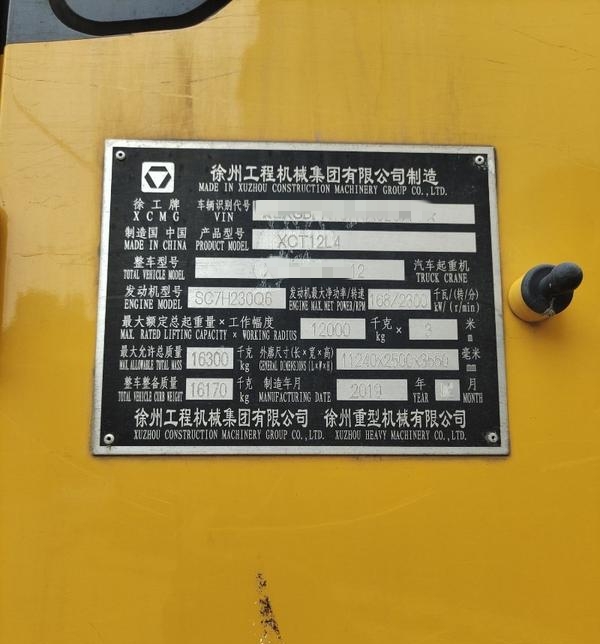 徐州工程机械集团有限公司制造
MADE IN XUZHOU CONSTRUCTION MACHINERY GROUP CO., LTD.
徐工牌 车辆识别代号
XCMG VIN
制造国 中国 产品型号 XCT12L4
MADE IN CHINA PRODUCT MODEL
整车型号 12 汽车起重机
TOTAL VEHICLE MODEL TRUCK CRANE
发动机型号 SC7H230Q6 发动机最大净功率/转速 168/2300 千瓦/(转/分)
ENGINE MODEL ENGINE MAX.NET POWER/RPM kW/(r/min)
最大额定总起重量×工作幅度 12000 千克 × 3 米
MAX. RATED LIFTING CAPACITY × WORKING RADIUS kg m
最大允许总质量 16300 千克 外廓尺寸(长×宽×高) 11240x2500x3550 毫米
MAX. ALLOWABLE TOTAL MASS kg GENERAL DIMENSIONS (L×W×H) mm
整车整备质量 16170 千克 制造年月 2019 年 月
TOTAL VEHICLE CURB WEIGHT kg MANUFACTURING DATE YEAR MONTH
徐州工程机械集团有限公司 徐州重型机械有限公司
XUZHOU CONSTRUCTION MACHINERY GROUP CO., LTD. XUZHOU HEAVY MACHINERY CO., LTD.